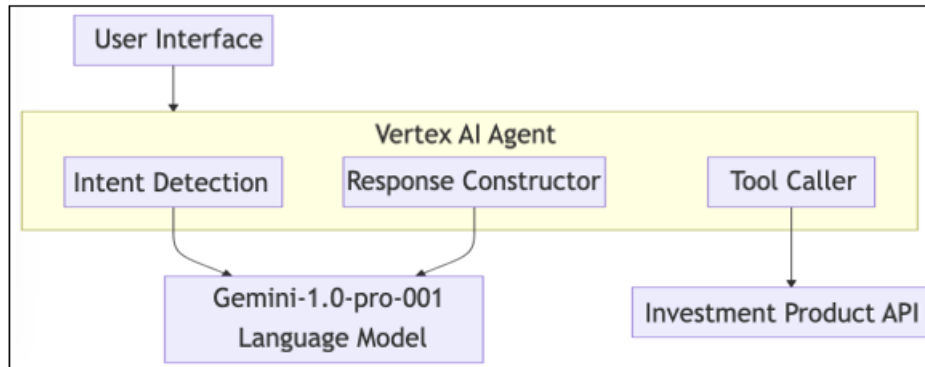 User Interface
Vertex AI Agent
Intent Detection
Response Constructor
Tool Caller
Gemini-1.0-pro-001
Language Model
Investment Product API